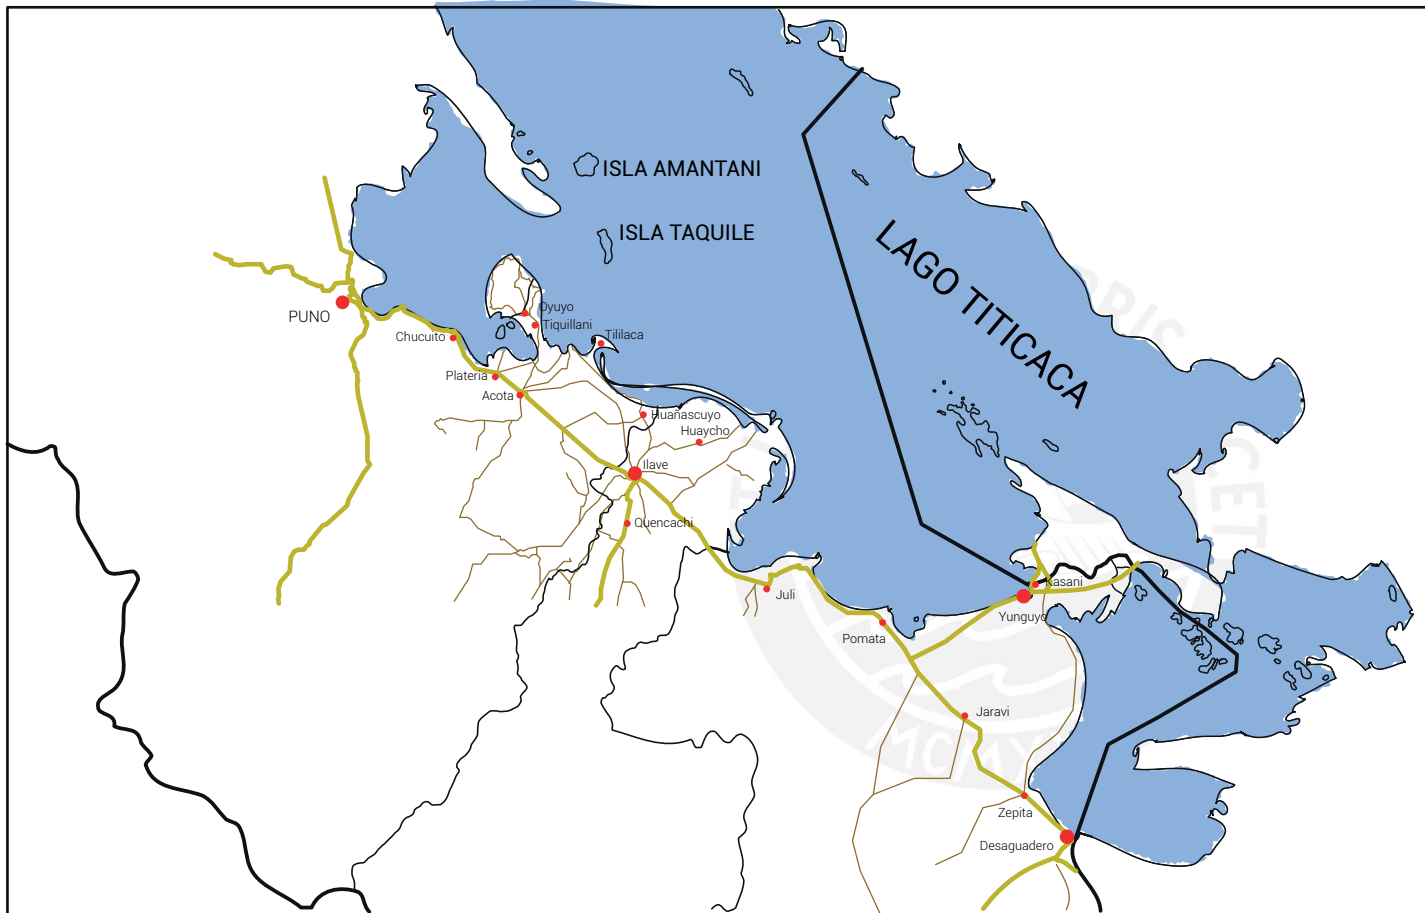 ISLA AMANTANI
ISLA TAQUILE
LAGO TITICACA
PUNO
Oyuyo
Tiquillani
Chucuito
Tililaca
Plateria
Acota
Huañascuyo
Huaycho
Ilave
Quencachi
Juli
Kasani
Yunguyo
Pomata
Jaravi
Zepita
Desaguadero